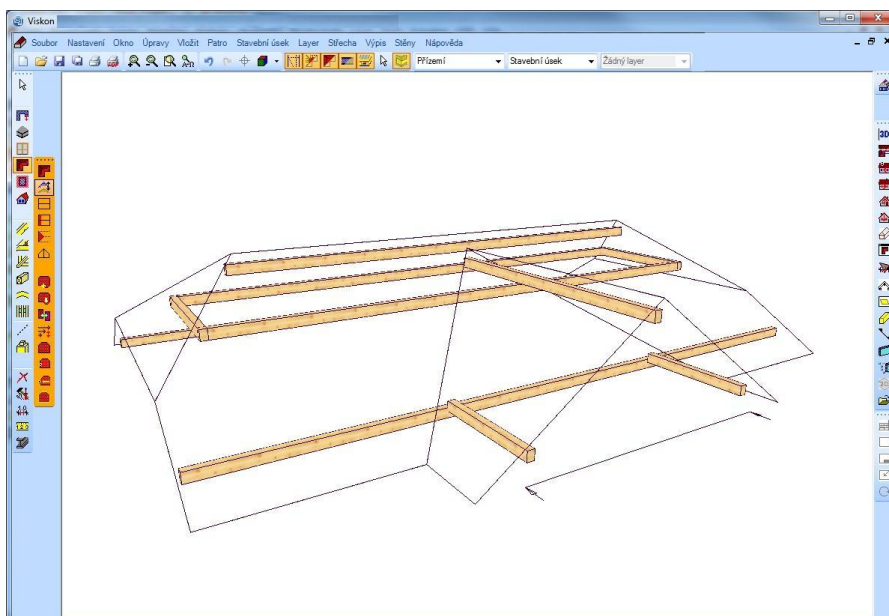 Viskon
Soubor Nastavení Okno Úpravy Vložit Patro Stavební úsek Layer Střecha Výpis Stěny Nápověda
Přízemí Stavební úsek Žádný layer
3D